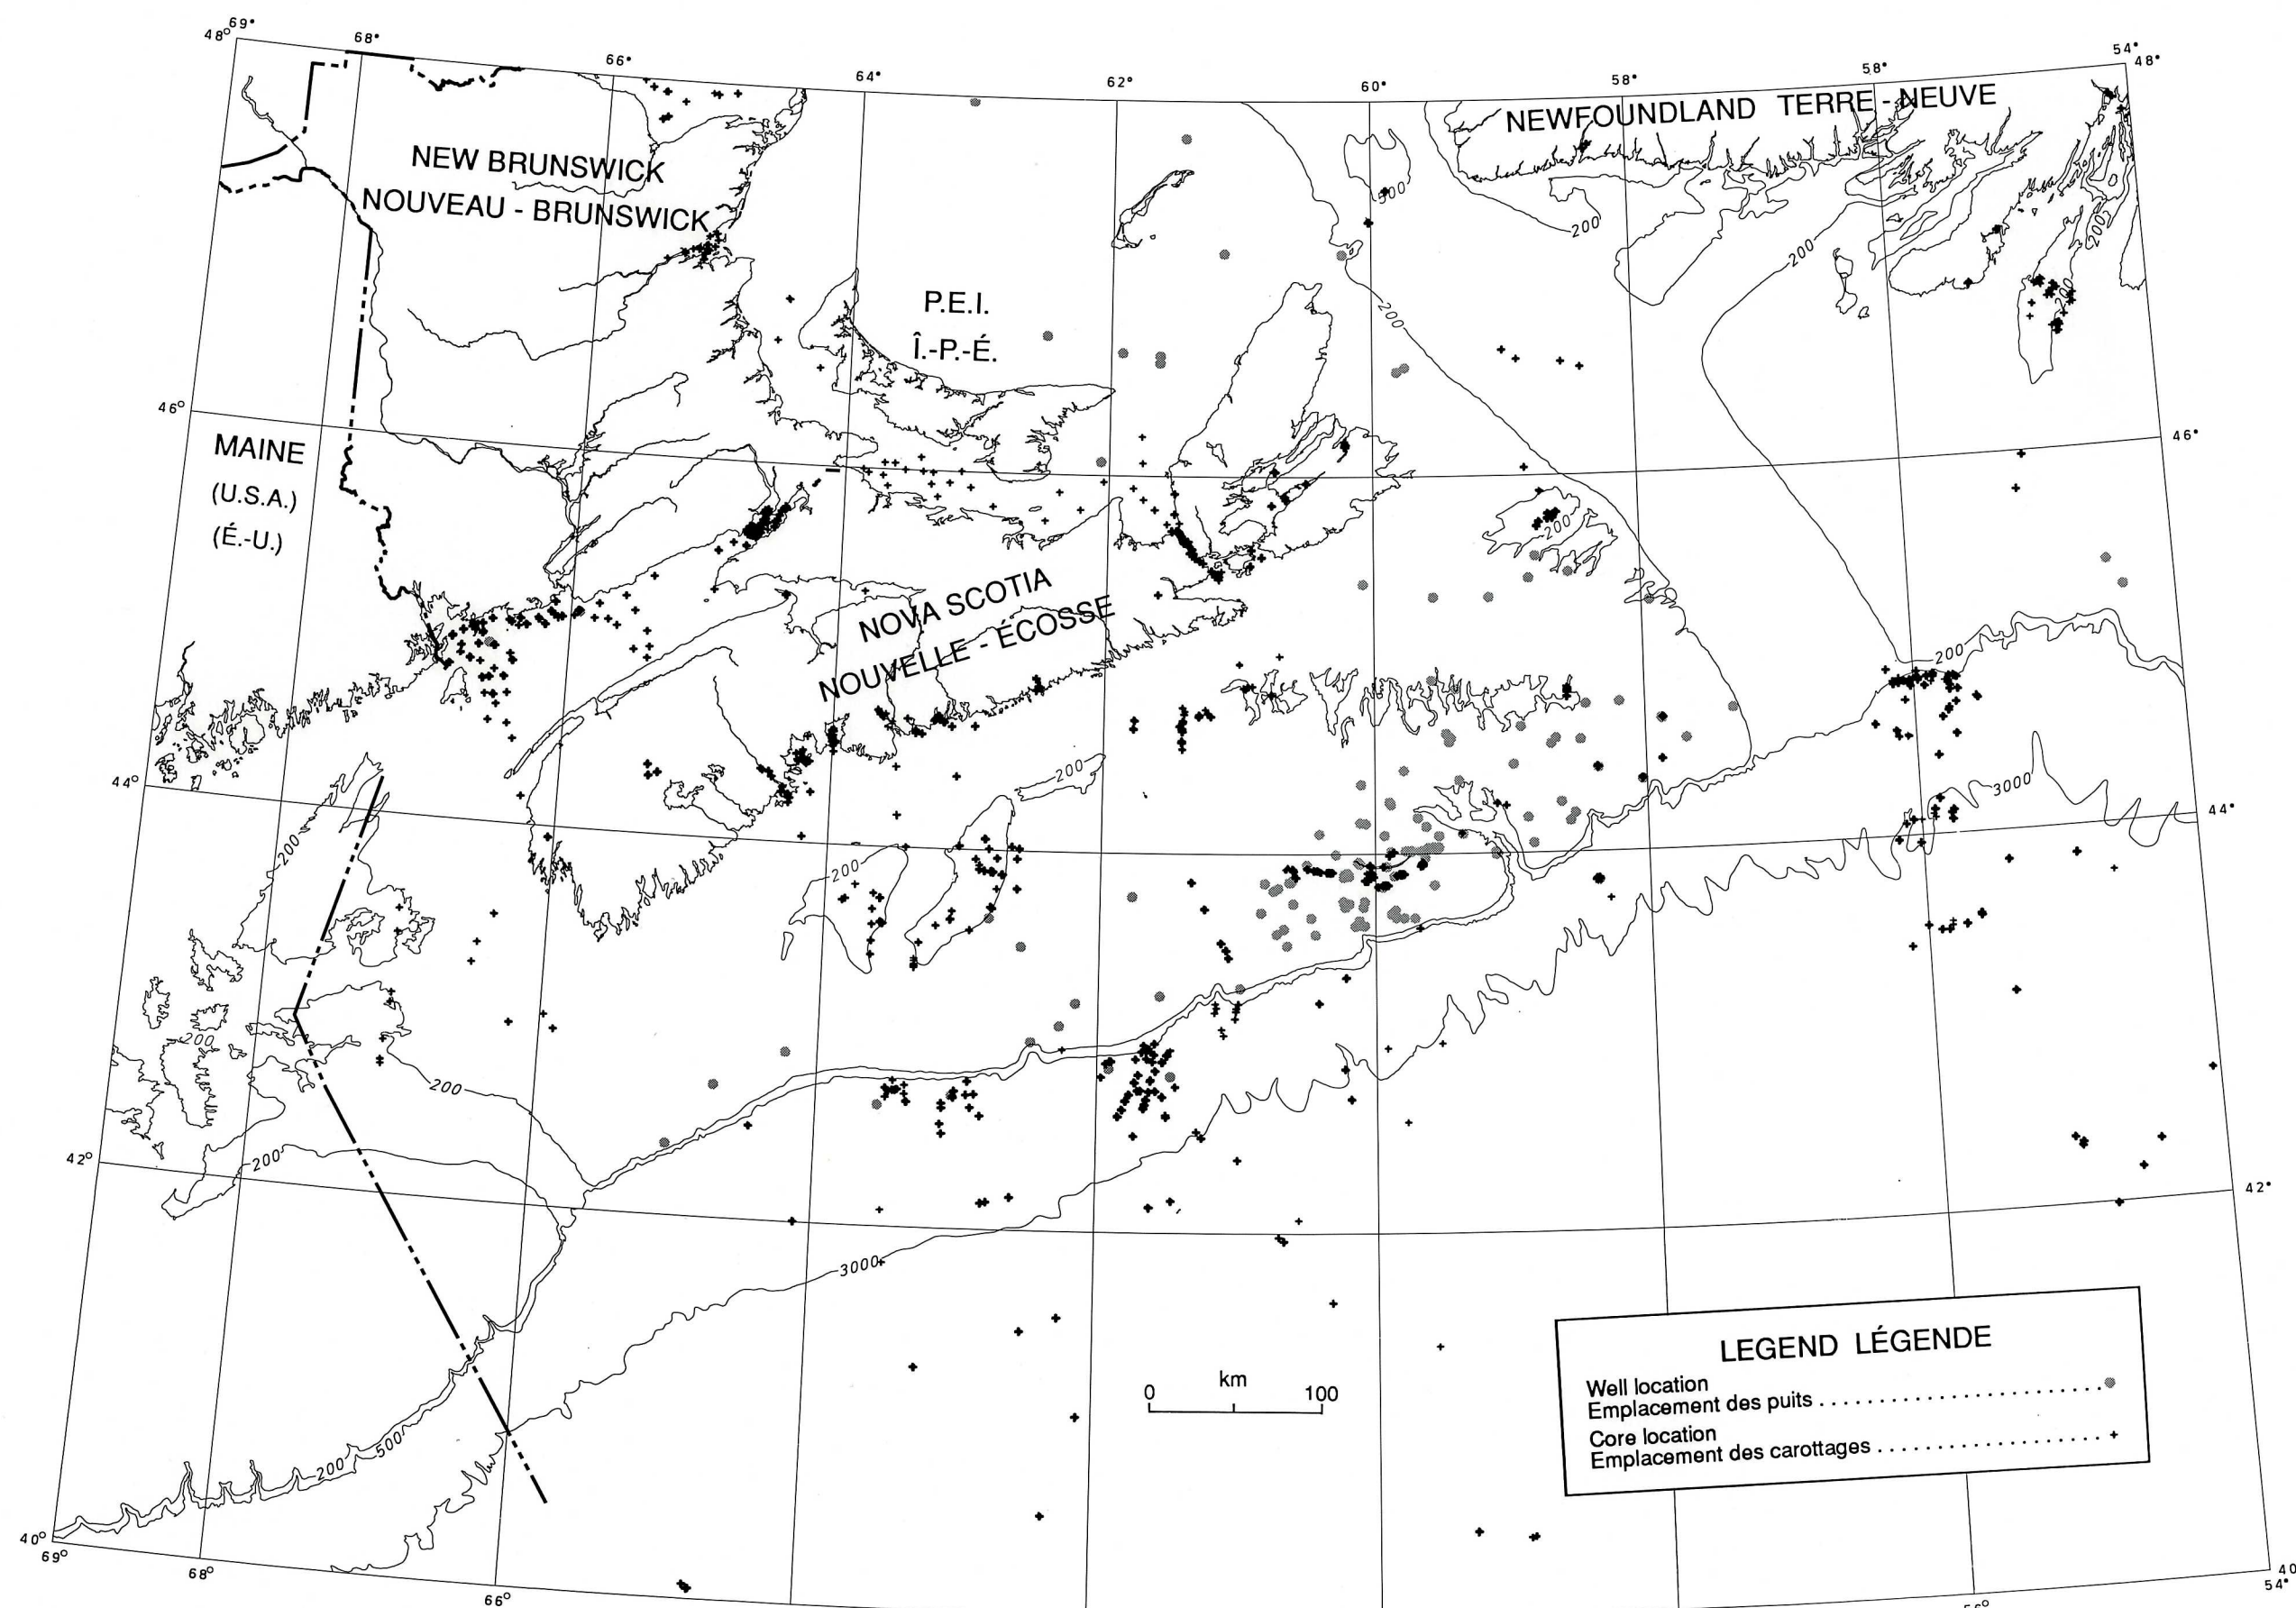 69°
48°
68°
66°
64°
62°
60°
58°
58°
54°
48°
NEWFOUNDLAND TERRE - NEUVE
NEW BRUNSWICK
NOUVEAU - BRUNSWICK
200
200
200
200
200
P.E.I.
Î.-P.-É.
46°
46°
MAINE
(U.S.A.)
(É.-U.)
200
NOVA SCOTIA
NOUVELLE - ÉCOSSE
200
44°
200
3000
44°
200
200
200
200
42°
200
42°
3000
km
0 100
LEGEND LÉGENDE
Well location
Emplacement des puits
Core location
Emplacement des carottages
200
500
40°
69°
68°
66°
56°
40
54°